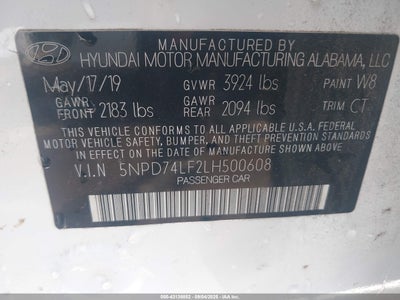 MANUFACTURED BY
HYUNDAI MOTOR MANUFACTURING ALABAMA, LLC
May/17/19 GVWR 3924 lbs PAINT W8
GAWR FRONT 2183 lbs GAWR REAR 2094 lbs TRIM CT
THIS VEHICLE CONFORMS TO ALL APPLICABLE U.S.A. FEDERAL
MOTOR VEHICLE SAFETY, BUMPER, AND THEFT PREVENTION
STANDARDS IN EFFECT ON THE DATE OF MANUFACTURE SHOWN ABOVE.
V.I.N 5NPD74LF2LH500608
PASSENGER CAR